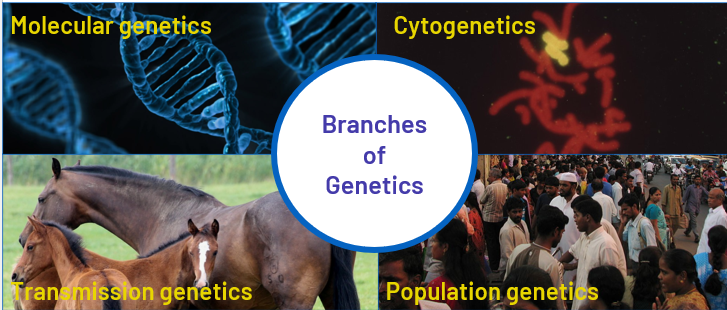 Molecular genetics
Cytogenetics
Branches
of
Genetics
Transmission genetics
Population genetics